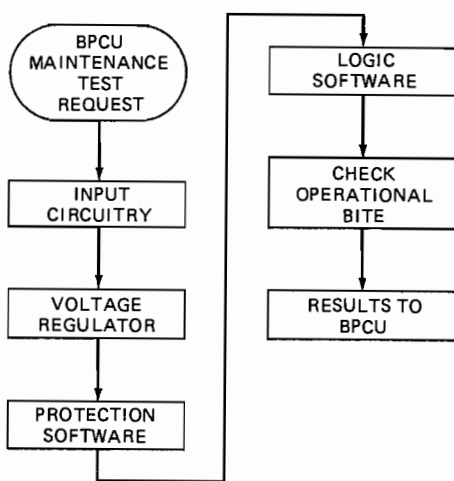 BPCU
MAINTENANCE
TEST
REQUEST
INPUT
CIRCUITRY
VOLTAGE
REGULATOR
PROTECTION
SOFTWARE
LOGIC
SOFTWARE
CHECK
OPERATIONAL
BITE
RESULTS TO
BPCU